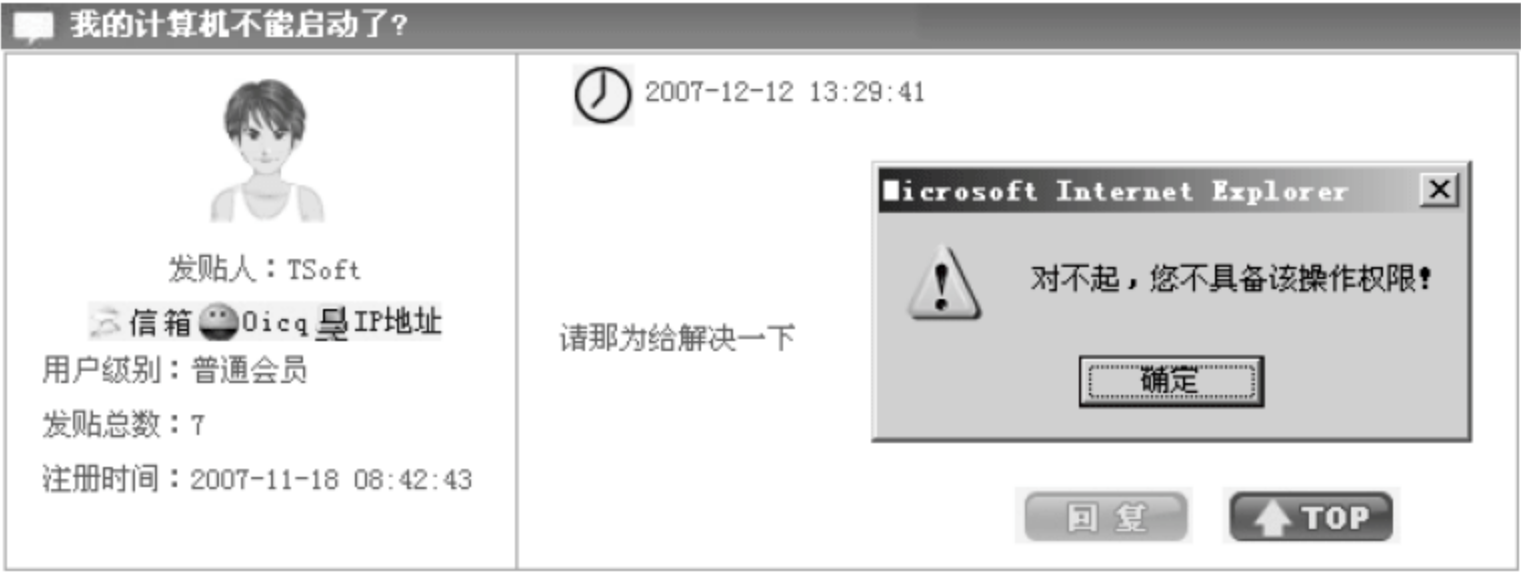 我的计算机不能启动了?
2007-12-12 13:29:41
发贴人：TSoft
信箱 Oicq IP地址
用户级别：普通会员
发贴总数：7
注册时间：2007-11-18 08:42:43
请那为给解决一下
Microsoft Internet Explorer
对不起，您不具备该操作权限!
确定
回复
TOP